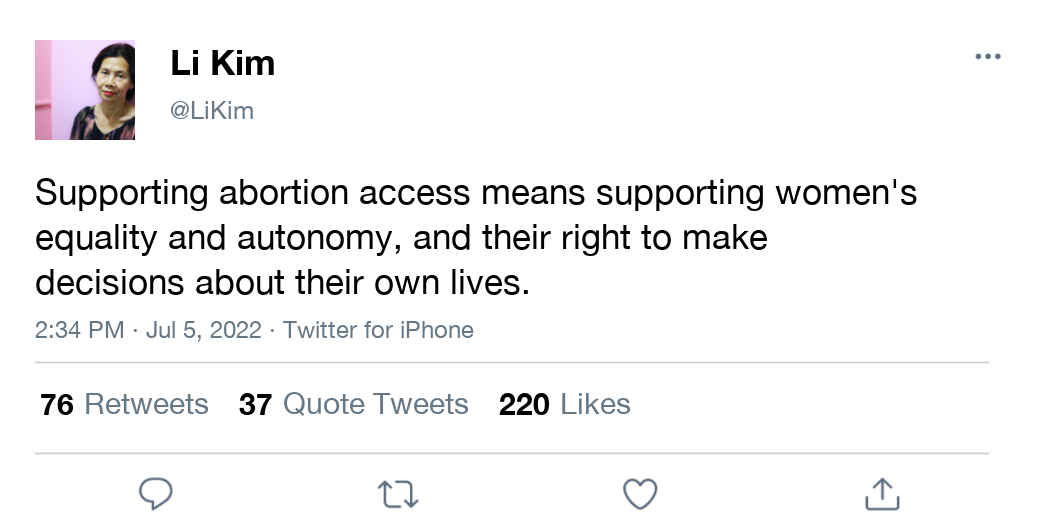 Li Kim
@LiKim
Supporting abortion access means supporting women's
equality and autonomy, and their right to make
decisions about their own lives.
2:34 PM · Jul 5, 2022 · Twitter for iPhone
76 Retweets 37 Quote Tweets 220 Likes